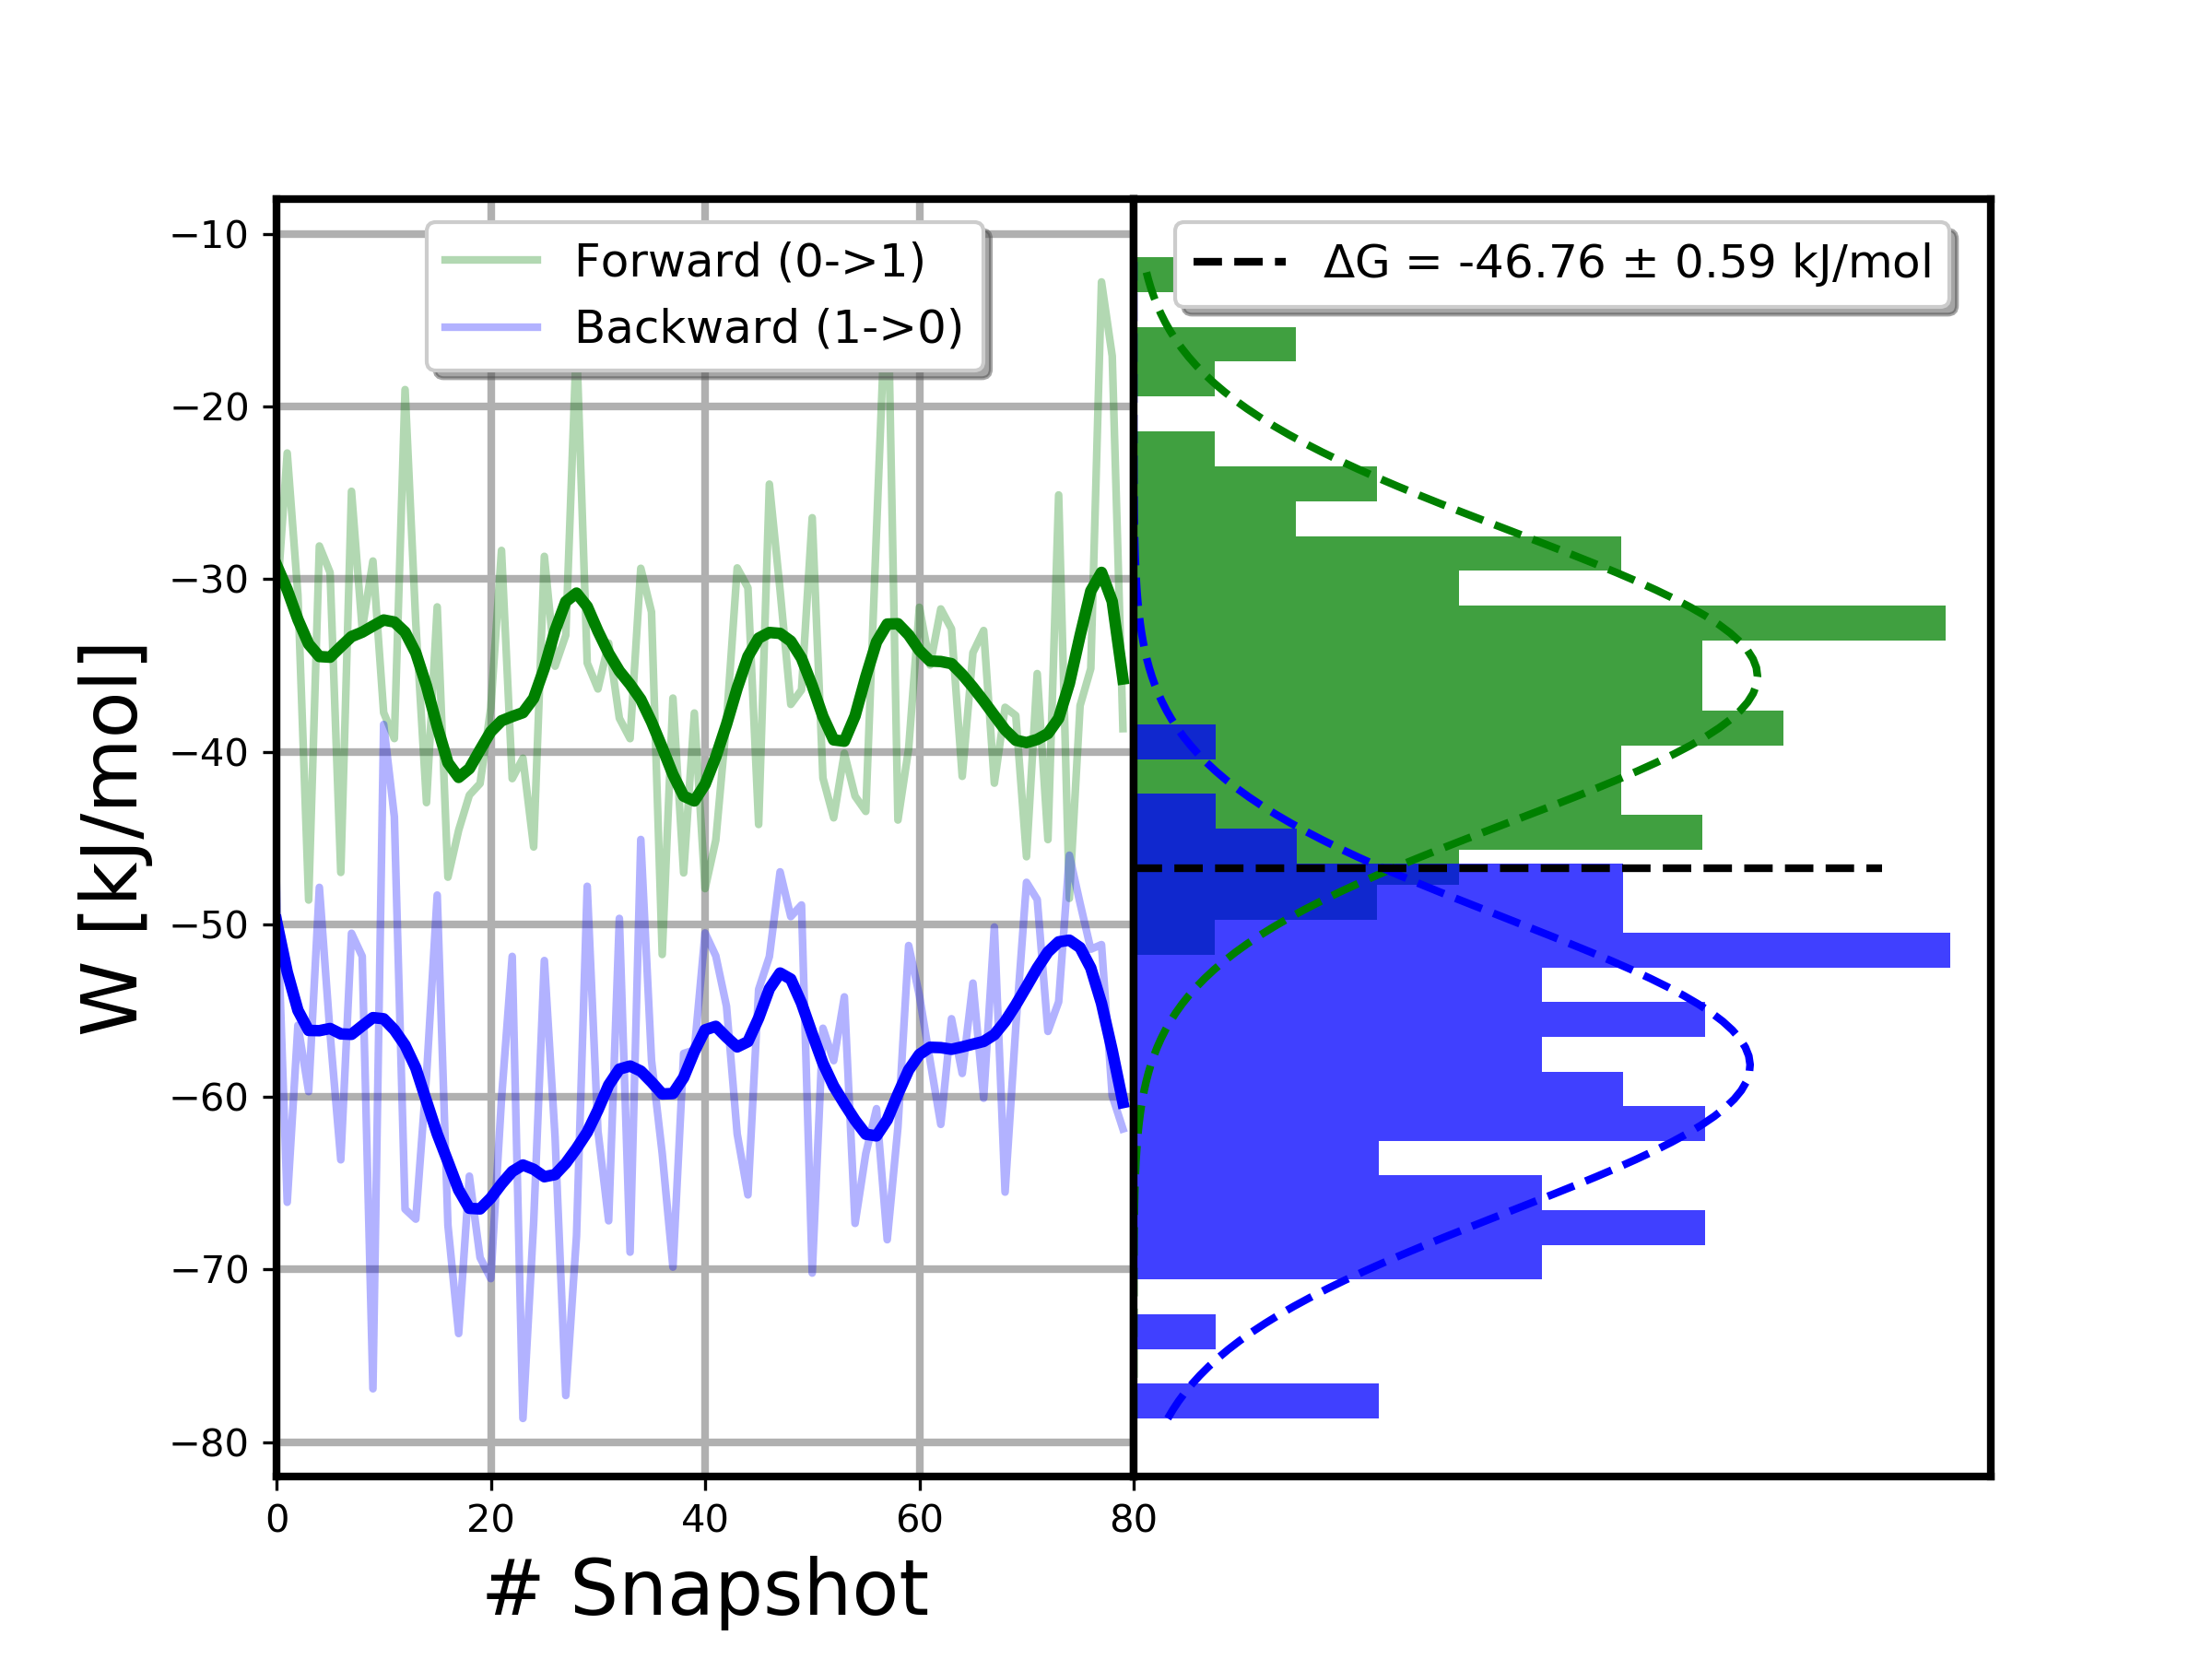 Forward (0->1)
Backward (1->0)
ΔG = -46.76 ± 0.59 kJ/mol
W [kJ/mol]
−10
−20
−30
−40
−50
−60
−70
−80
0 20 40 60 80
# Snapshot